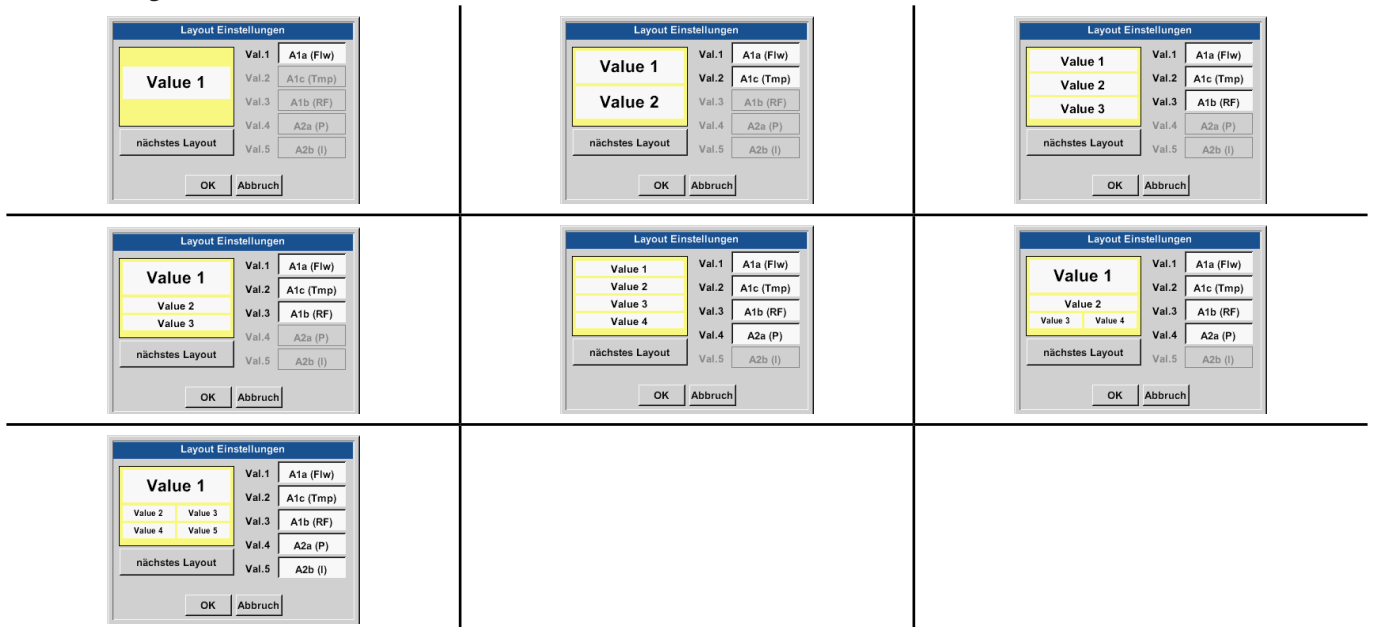 Layout Einstellungen
Value 1
Val.1 A1a (Flw)
Val.2 A1c (Tmp)
Val.3 A1b (RF)
Val.4 A2a (P)
Val.5 A2b (I)
nächstes Layout
OK Abbruch
Layout Einstellungen
Value 1
Value 2
Val.1 A1a (Flw)
Val.2 A1c (Tmp)
Val.3 A1b (RF)
Val.4 A2a (P)
Val.5 A2b (I)
nächstes Layout
OK Abbruch
Layout Einstellungen
Value 1
Value 2
Value 3
Val.1 A1a (Flw)
Val.2 A1c (Tmp)
Val.3 A1b (RF)
Val.4 A2a (P)
Val.5 A2b (I)
nächstes Layout
OK Abbruch
Layout Einstellungen
Value 1
Value 2
Value 3
Val.1 A1a (Flw)
Val.2 A1c (Tmp)
Val.3 A1b (RF)
Val.4 A2a (P)
Val.5 A2b (I)
nächstes Layout
OK Abbruch
Layout Einstellungen
Value 1
Value 2
Value 3
Value 4
Val.1 A1a (Flw)
Val.2 A1c (Tmp)
Val.3 A1b (RF)
Val.4 A2a (P)
Val.5 A2b (I)
nächstes Layout
OK Abbruch
Layout Einstellungen
Value 1
Value 2
Value 3 Value 4
Val.1 A1a (Flw)
Val.2 A1c (Tmp)
Val.3 A1b (RF)
Val.4 A2a (P)
Val.5 A2b (I)
nächstes Layout
OK Abbruch
Layout Einstellungen
Value 1
Value 2 Value 3
Value 4 Value 5
Val.1 A1a (Flw)
Val.2 A1c (Tmp)
Val.3 A1b (RF)
Val.4 A2a (P)
Val.5 A2b (I)
nächstes Layout
OK Abbruch